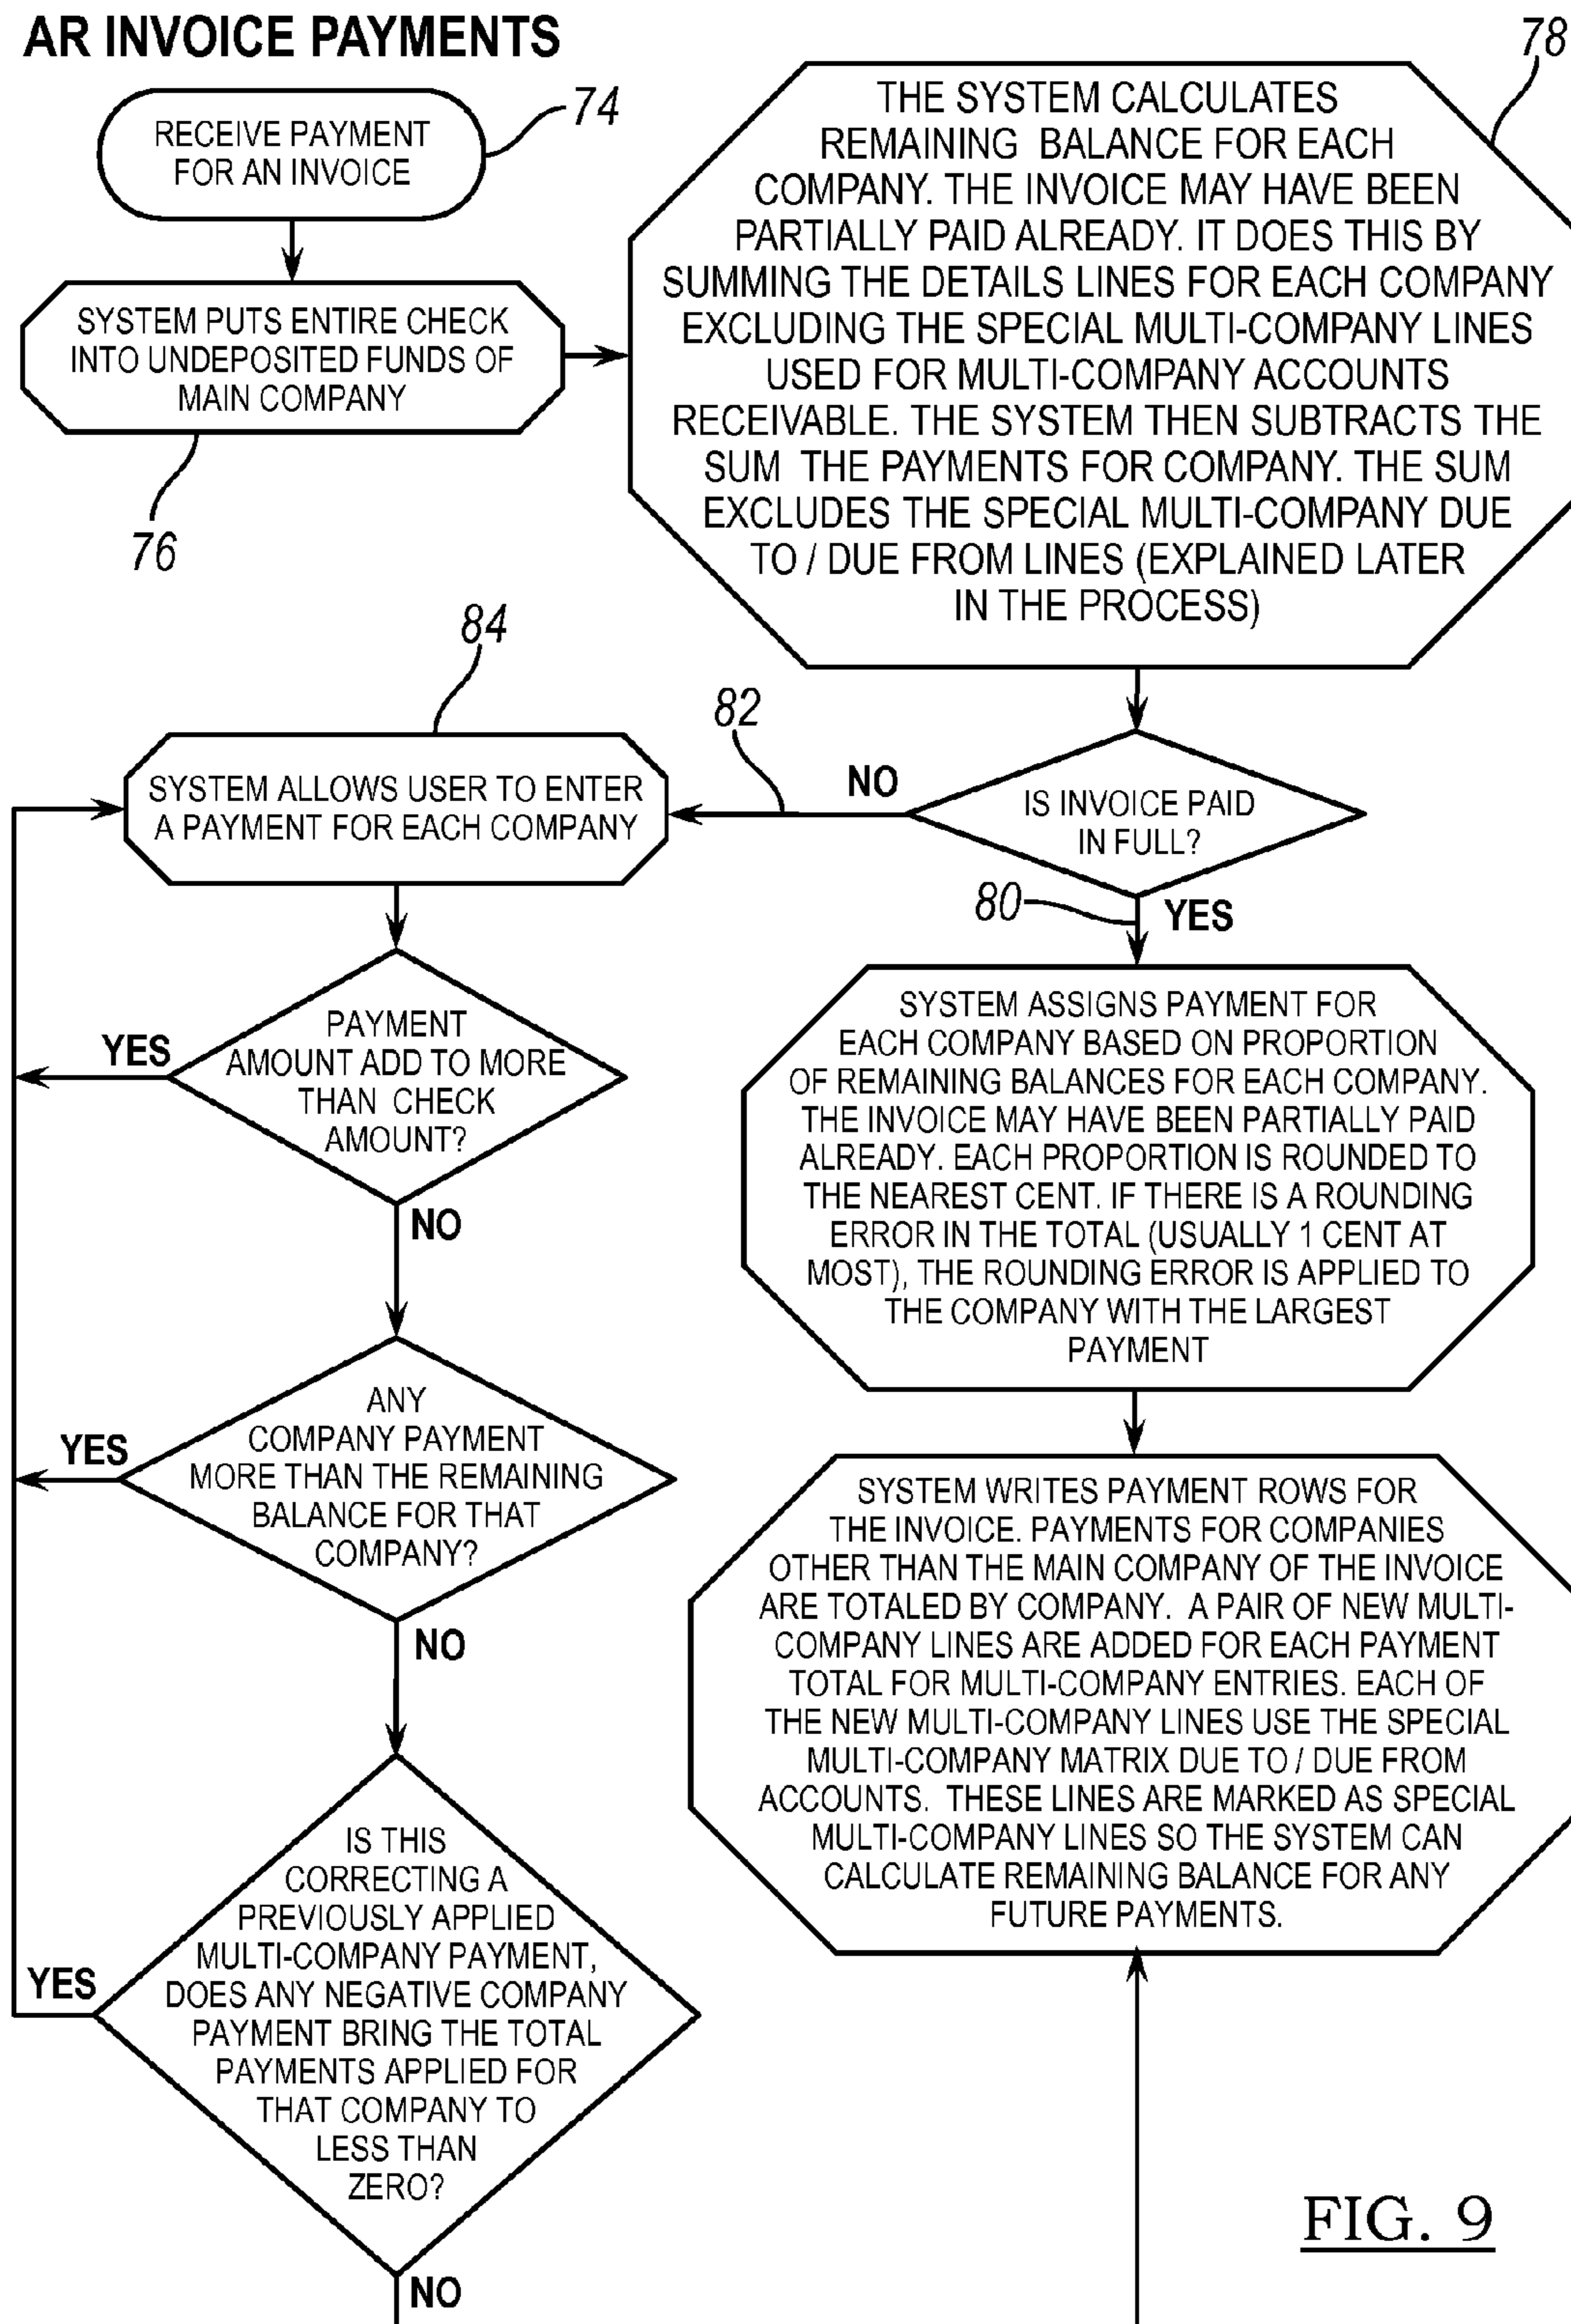 AR INVOICE PAYMENTS
74
RECEIVE PAYMENT
FOR AN INVOICE
SYSTEM PUTS ENTIRE CHECK
INTO UNDEPOSITED FUNDS OF
MAIN COMPANY
76
78
THE SYSTEM CALCULATES
REMAINING BALANCE FOR EACH
COMPANY. THE INVOICE MAY HAVE BEEN
PARTIALLY PAID ALREADY. IT DOES THIS BY
SUMMING THE DETAILS LINES FOR EACH COMPANY
EXCLUDING THE SPECIAL MULTI-COMPANY LINES
USED FOR MULTI-COMPANY ACCOUNTS
RECEIVABLE. THE SYSTEM THEN SUBTRACTS THE
SUM THE PAYMENTS FOR COMPANY. THE SUM
EXCLUDES THE SPECIAL MULTI-COMPANY DUE
TO / DUE FROM LINES (EXPLAINED LATER
IN THE PROCESS)
IS INVOICE PAID
IN FULL?
NO
82
84
SYSTEM ALLOWS USER TO ENTER
A PAYMENT FOR EACH COMPANY
PAYMENT
AMOUNT ADD TO MORE
THAN CHECK
AMOUNT?
YES
NO
ANY
COMPANY PAYMENT
MORE THAN THE REMAINING
BALANCE FOR THAT
COMPANY?
YES
NO
IS THIS
CORRECTING A
PREVIOUSLY APPLIED
MULTI-COMPANY PAYMENT,
DOES ANY NEGATIVE COMPANY
PAYMENT BRING THE TOTAL
PAYMENTS APPLIED FOR
THAT COMPANY TO
LESS THAN
ZERO?
YES
NO
80
YES
SYSTEM ASSIGNS PAYMENT FOR
EACH COMPANY BASED ON PROPORTION
OF REMAINING BALANCES FOR EACH COMPANY.
THE INVOICE MAY HAVE BEEN PARTIALLY PAID
ALREADY. EACH PROPORTION IS ROUNDED TO
THE NEAREST CENT. IF THERE IS A ROUNDING
ERROR IN THE TOTAL (USUALLY 1 CENT AT
MOST), THE ROUNDING ERROR IS APPLIED TO
THE COMPANY WITH THE LARGEST
PAYMENT
SYSTEM WRITES PAYMENT ROWS FOR
THE INVOICE. PAYMENTS FOR COMPANIES
OTHER THAN THE MAIN COMPANY OF THE INVOICE
ARE TOTALED BY COMPANY. A PAIR OF NEW MULTI-
COMPANY LINES ARE ADDED FOR EACH PAYMENT
TOTAL FOR MULTI-COMPANY ENTRIES. EACH OF
THE NEW MULTI-COMPANY LINES USE THE SPECIAL
MULTI-COMPANY MATRIX DUE TO / DUE FROM
ACCOUNTS. THESE LINES ARE MARKED AS SPECIAL
MULTI-COMPANY LINES SO THE SYSTEM CAN
CALCULATE REMAINING BALANCE FOR ANY
FUTURE PAYMENTS.
FIG. 9